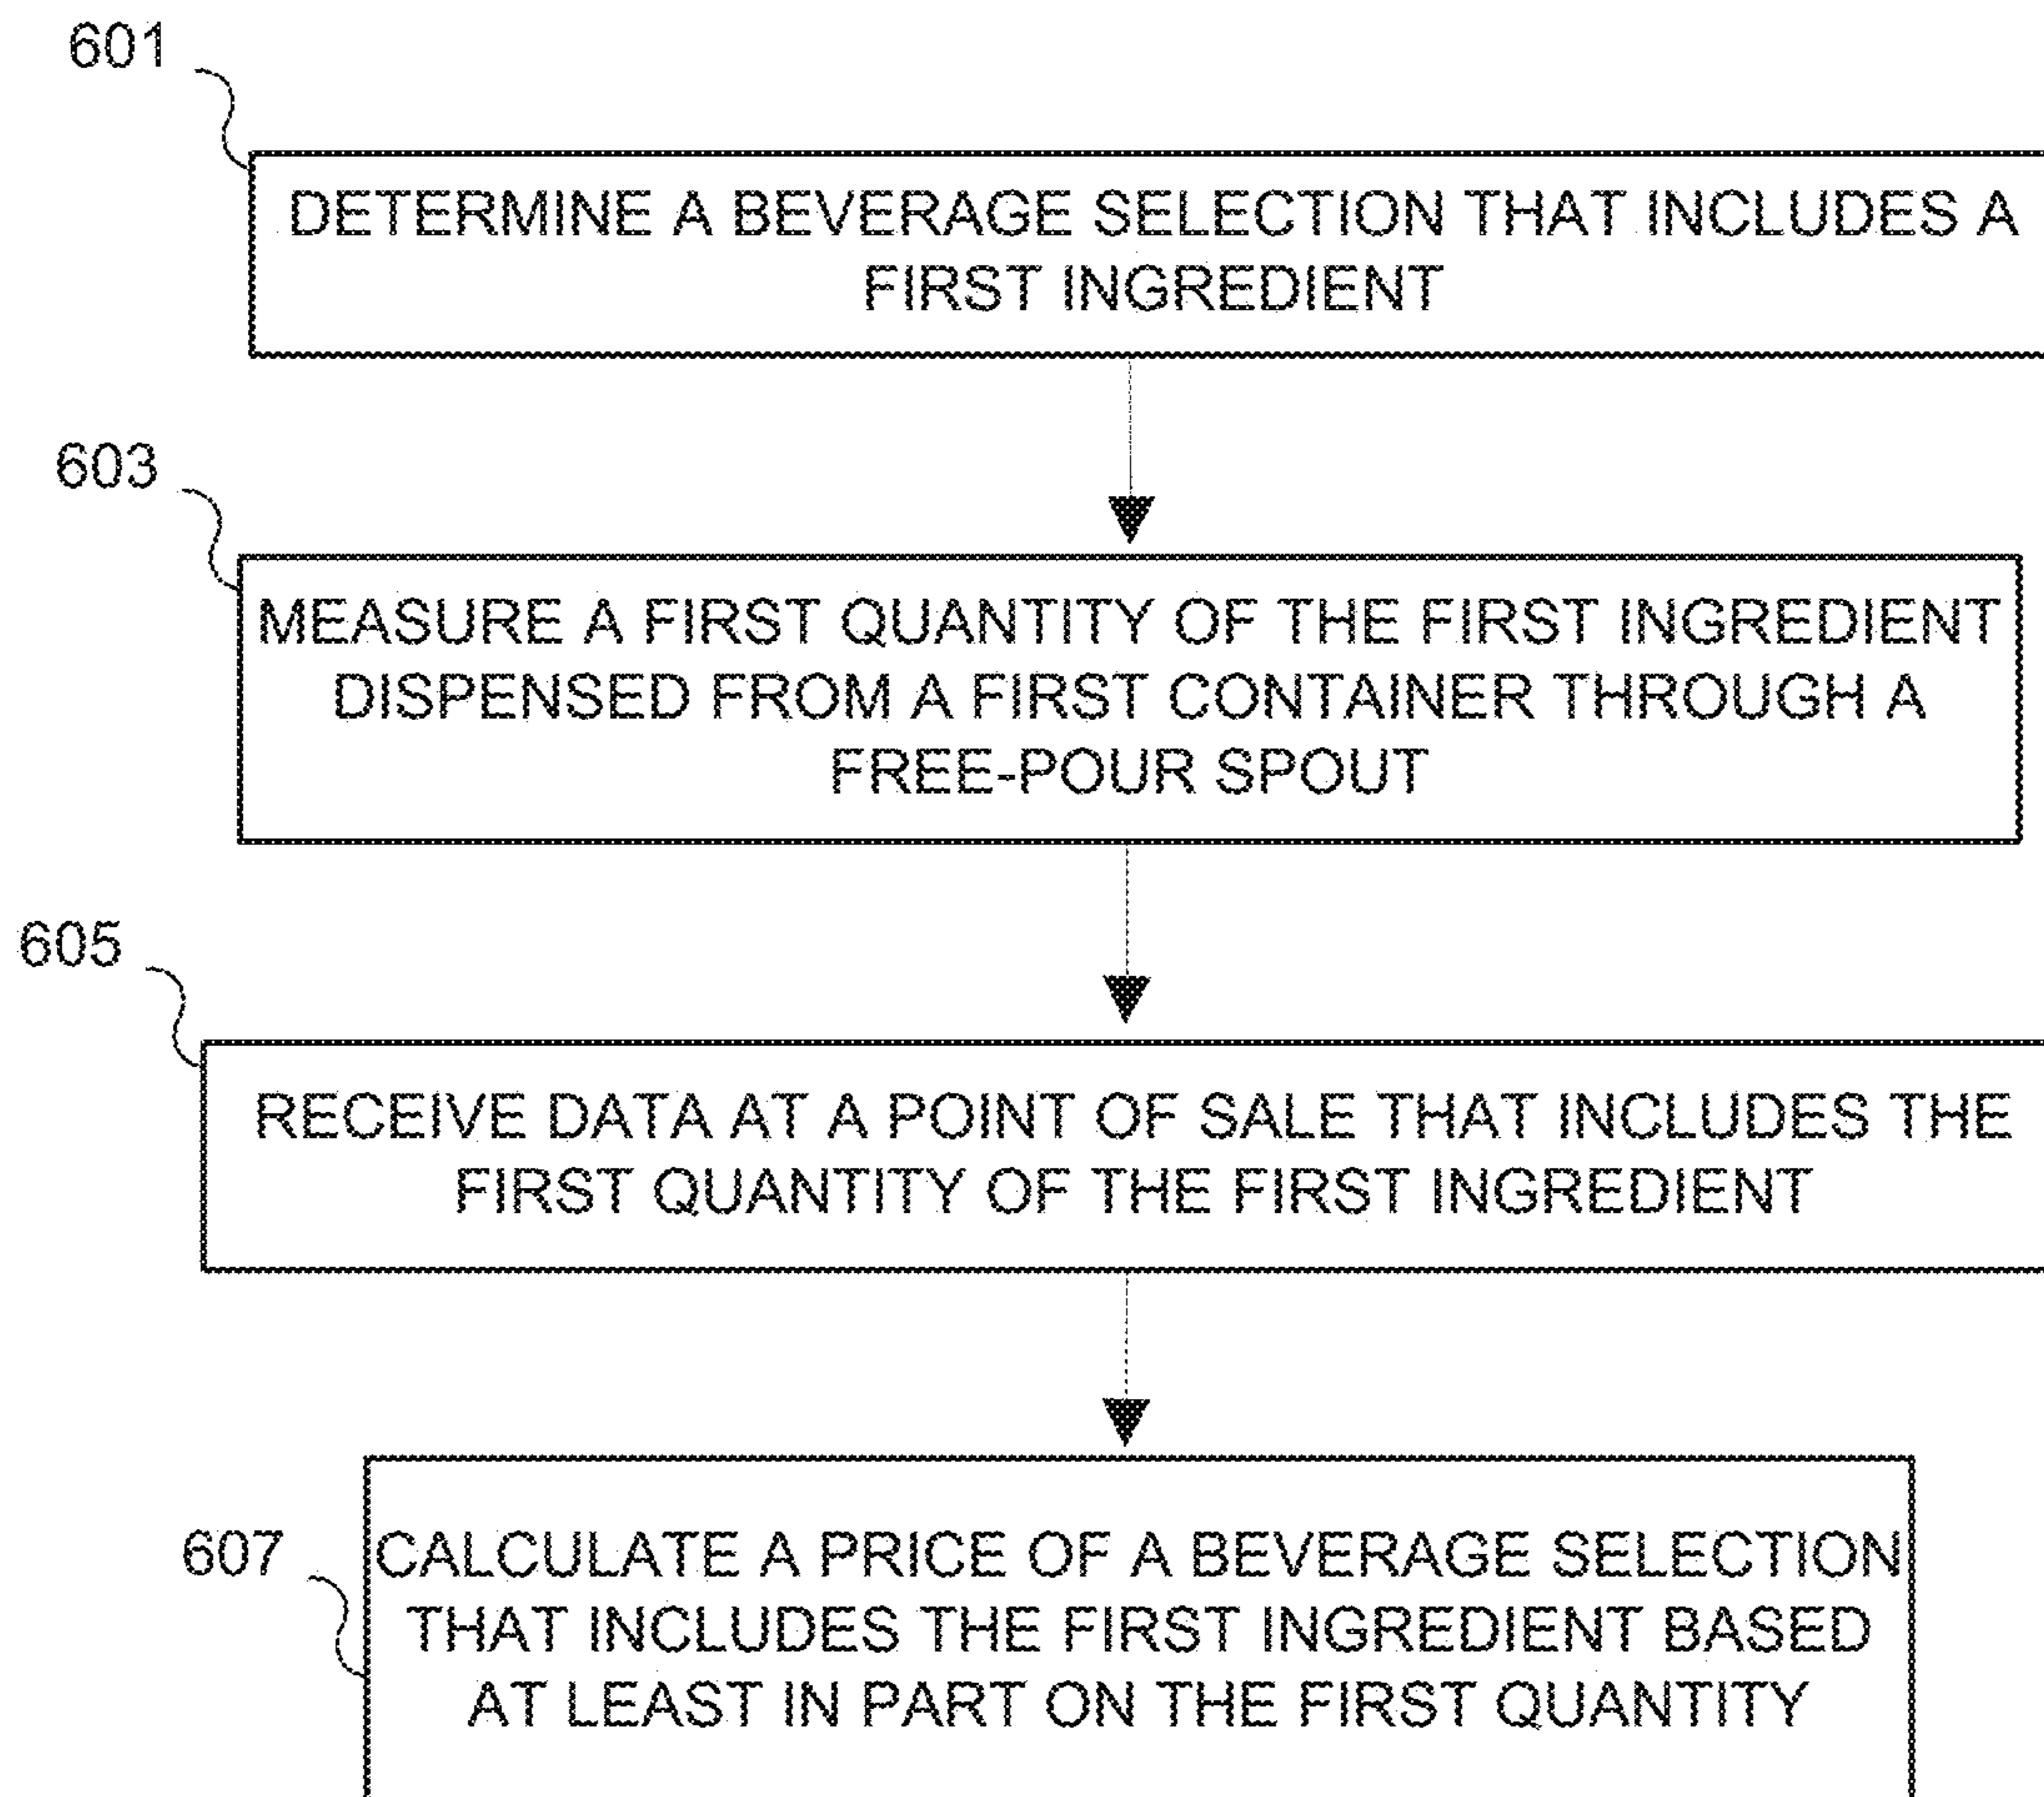 601
DETERMINE A BEVERAGE SELECTION THAT INCLUDES A
FIRST INGREDIENT
603
MEASURE A FIRST QUANTITY OF THE FIRST INGREDIENT
DISPENSED FROM A FIRST CONTAINER THROUGH A
FREE-POUR SPOUT
605
RECEIVE DATA AT A POINT OF SALE THAT INCLUDES THE
FIRST QUANTITY OF THE FIRST INGREDIENT
607
CALCULATE A PRICE OF A BEVERAGE SELECTION
THAT INCLUDES THE FIRST INGREDIENT BASED
AT LEAST IN PART ON THE FIRST QUANTITY